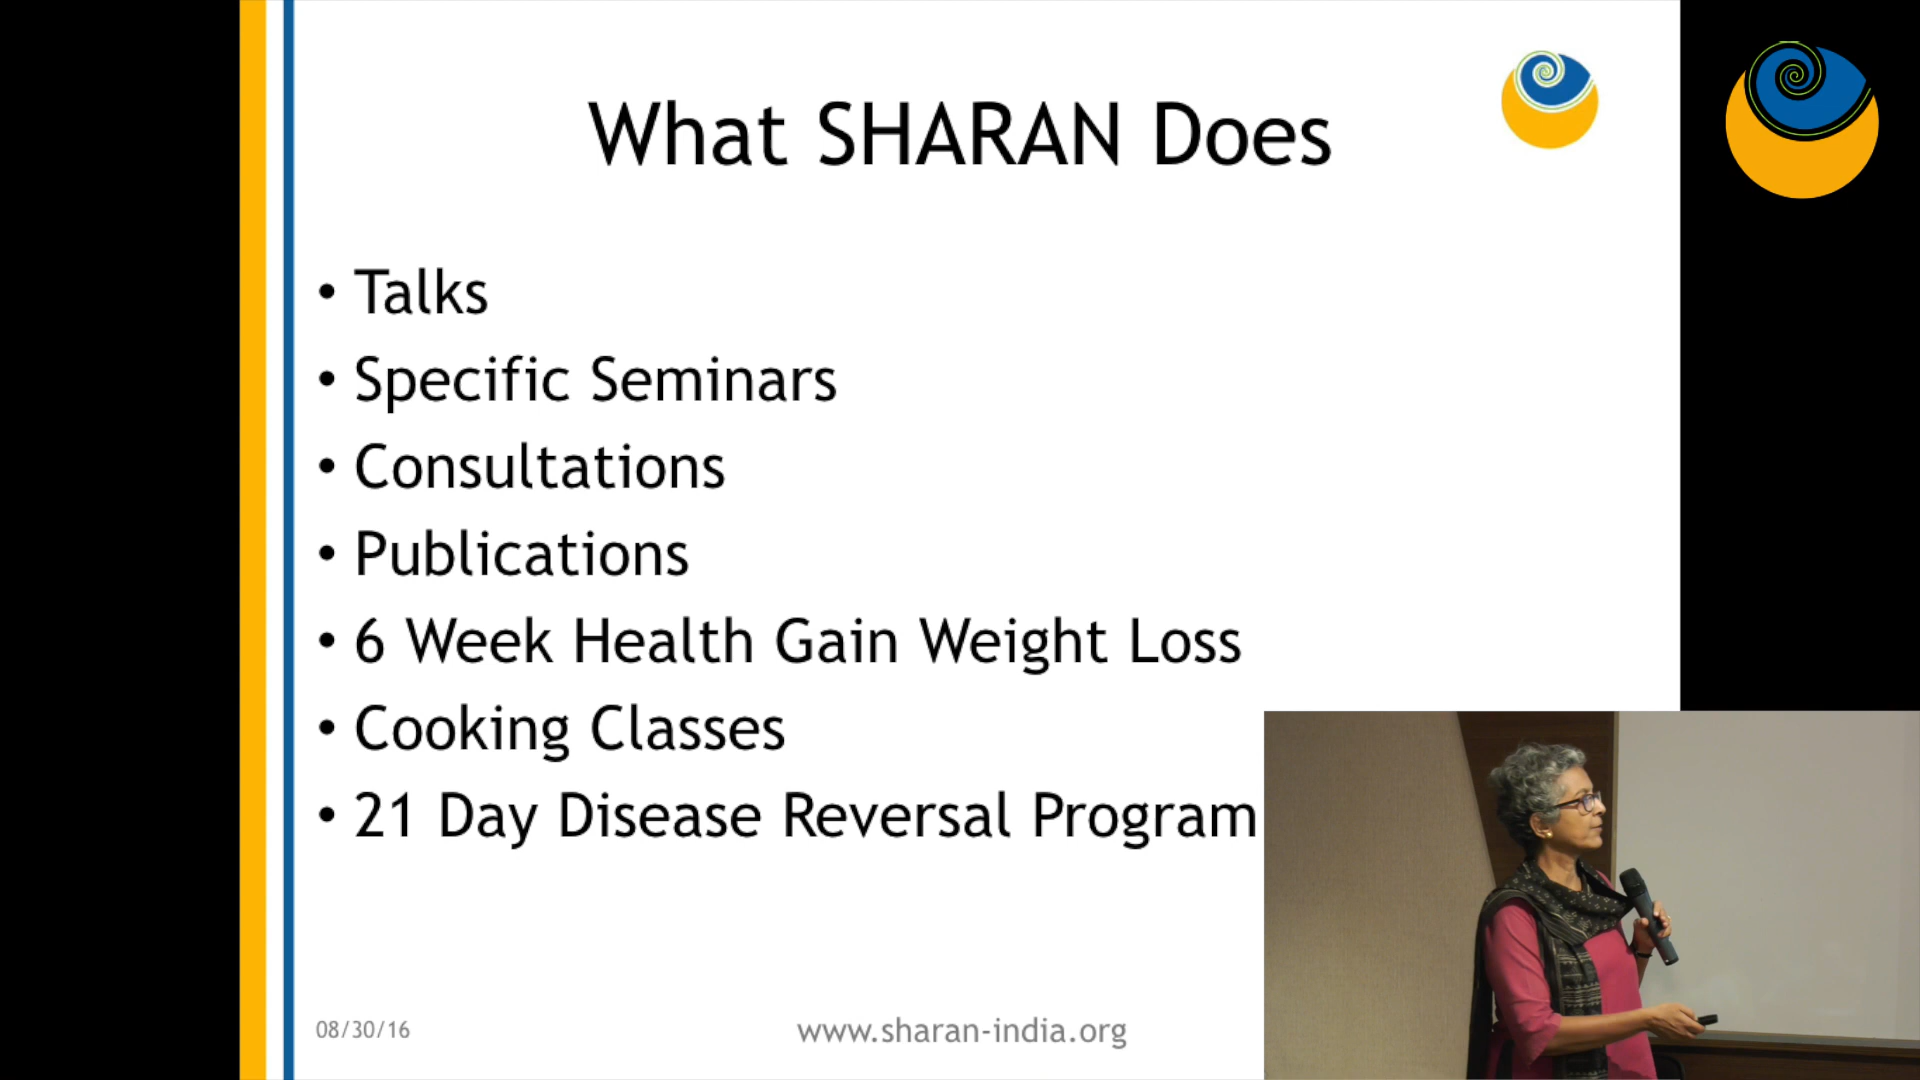 What SHARAN Does
• Talks
• Specific Seminars
• Consultations
• Publications
• 6 Week Health Gain Weight Loss
• Cooking Classes
• 21 Day Disease Reversal Program
08/30/16
www.sharan-india.org